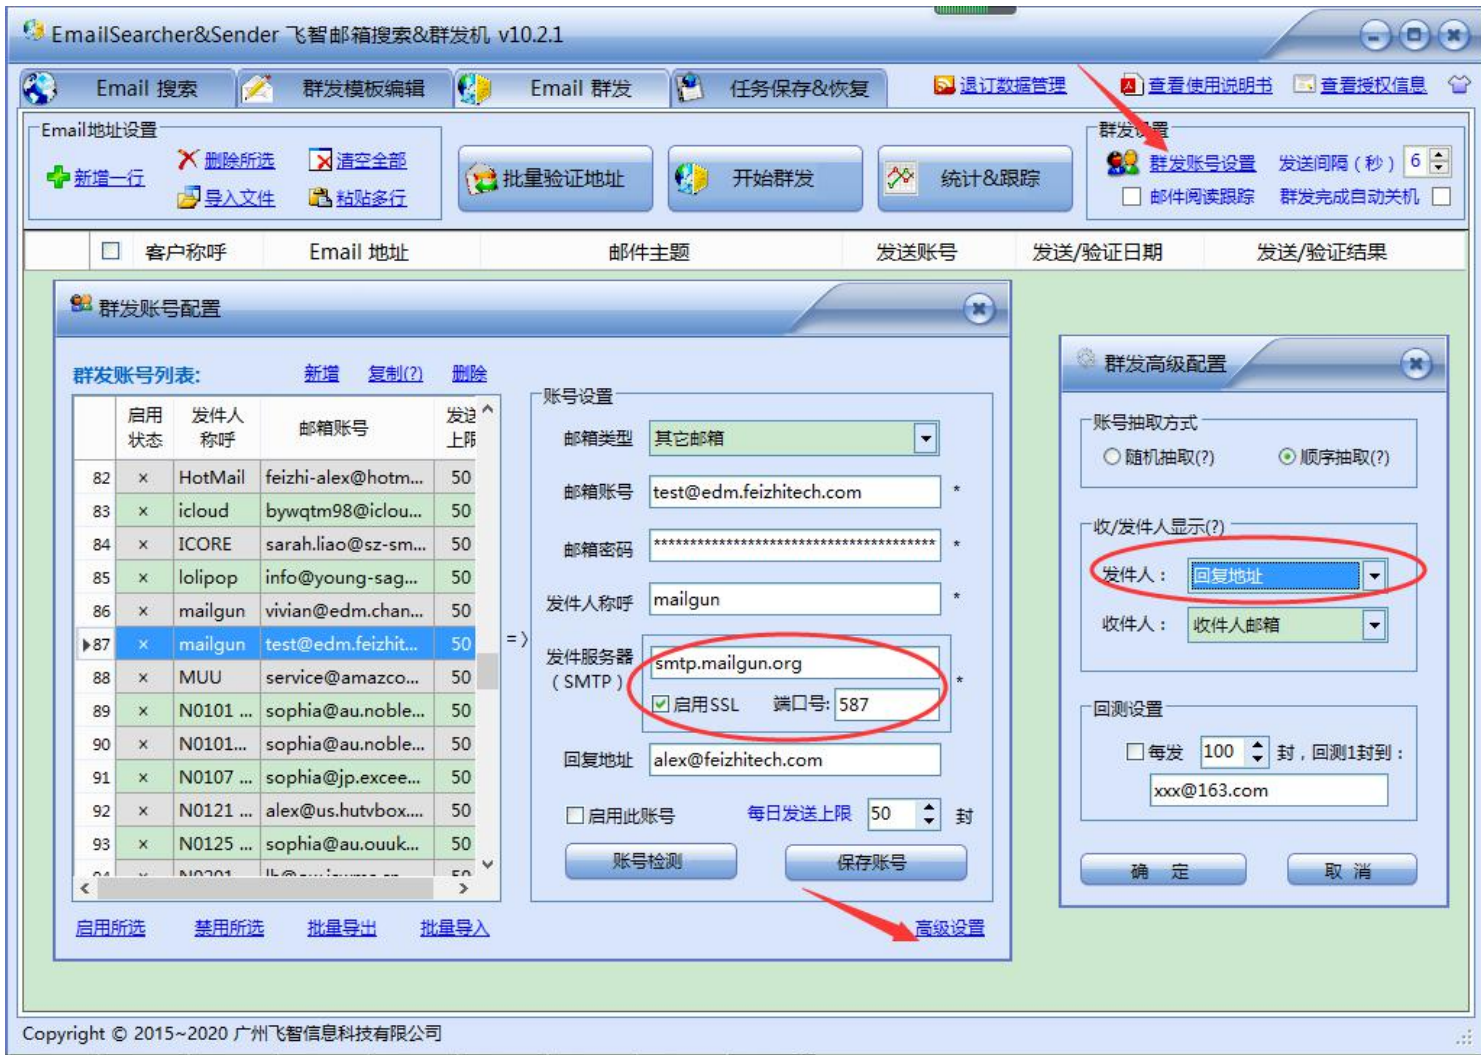 EmailSearcher&Sender 飞智邮箱搜索&群发机 v10.2.1
Email 搜索 群发模板编辑 Email 群发 任务保存&恢复 退订数据管理 查看使用说明书 查看授权信息
Email地址设置
新增一行 删除所选 清空全部
导入文件 粘贴多行
批量验证地址 开始群发 统计&跟踪
群发设置
群发账号设置 发送间隔（秒） 6
邮件阅读跟踪 群发完成自动关机
客户称呼 Email 地址 邮件主题 发送账号 发送/验证日期 发送/验证结果
群发账号配置
群发账号列表: 新增 复制(?) 删除
启用状态 发件人称呼 邮箱账号 发送上限
82 × HotMail feizhi-alex@hotm... 50
83 × icloud bywqtm98@iclou... 50
84 × ICORE sarah.liao@sz-sm... 50
85 × lolipop info@young-sag... 50
86 × mailgun vivian@edm.chan... 50
87 × mailgun test@edm.feizhit... 50
88 × MUU service@amazco... 50
89 × N0101 ... sophia@au.noble... 50
90 × N0101... sophia@au.noble... 50
91 × N0107 ... sophia@jp.excee... 50
92 × N0121 ... alex@us.hutvbox.... 50
93 × N0125 ... sophia@au.ouuk... 50
启用所选 禁用所选 批量导出 批量导入
= 〉
账号设置
邮箱类型 其它邮箱
邮箱账号 test@edm.feizhitech.com *
邮箱密码 *************************************** *
发件人称呼 mailgun *
发件服务器 smtp.mailgun.org
（SMTP） *
启用SSL 端口号: 587
回复地址 alex@feizhitech.com
启用此账号 每日发送上限 50 封
账号检测 保存账号
高级设置
群发高级配置
账号抽取方式
随机抽取(?) 顺序抽取(?)
收/发件人显示(?)
发件人： 回复地址
收件人： 收件人邮箱
回测设置
每发 100 封，回测1封到：
xxx@163.com
确 定 取 消
Copyright © 2015~2020 广州飞智信息科技有限公司